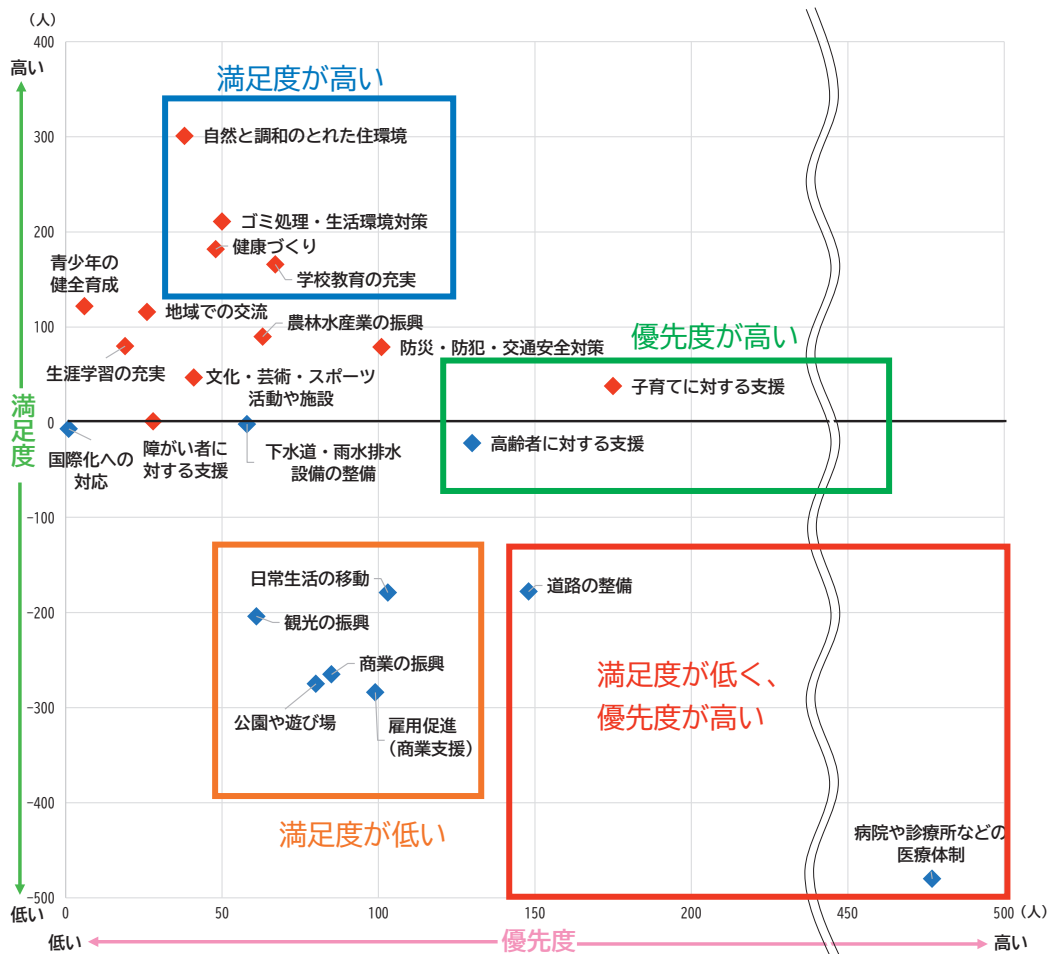 （人）
400
高い
満足度が高い
300
自然と調和のとれた住環境
ゴミ処理・生活環境対策
200
健康づくり
青少年の
健全育成
学校教育の充実
地域での交流
農林水産業の振興
100
優先度が高い
防災・防犯・交通安全対策
生涯学習の充実
文化・芸術・スポーツ
活動や施設
子育てに対する支援
満足度
0
高齢者に対する支援
国際化への
対応
障がい者に
対する支援
下水道・雨水排水
設備の整備
-100
日常生活の移動
道路の整備
-200
観光の振興
商業の振興
満足度が低く、
優先度が高い
-300
公園や遊び場
雇用促進
（商業支援）
-400
満足度が低い
病院や診療所などの
医療体制
-500
低い
0
50
100
150
200
450
500
（人）
低い
優先度
高い